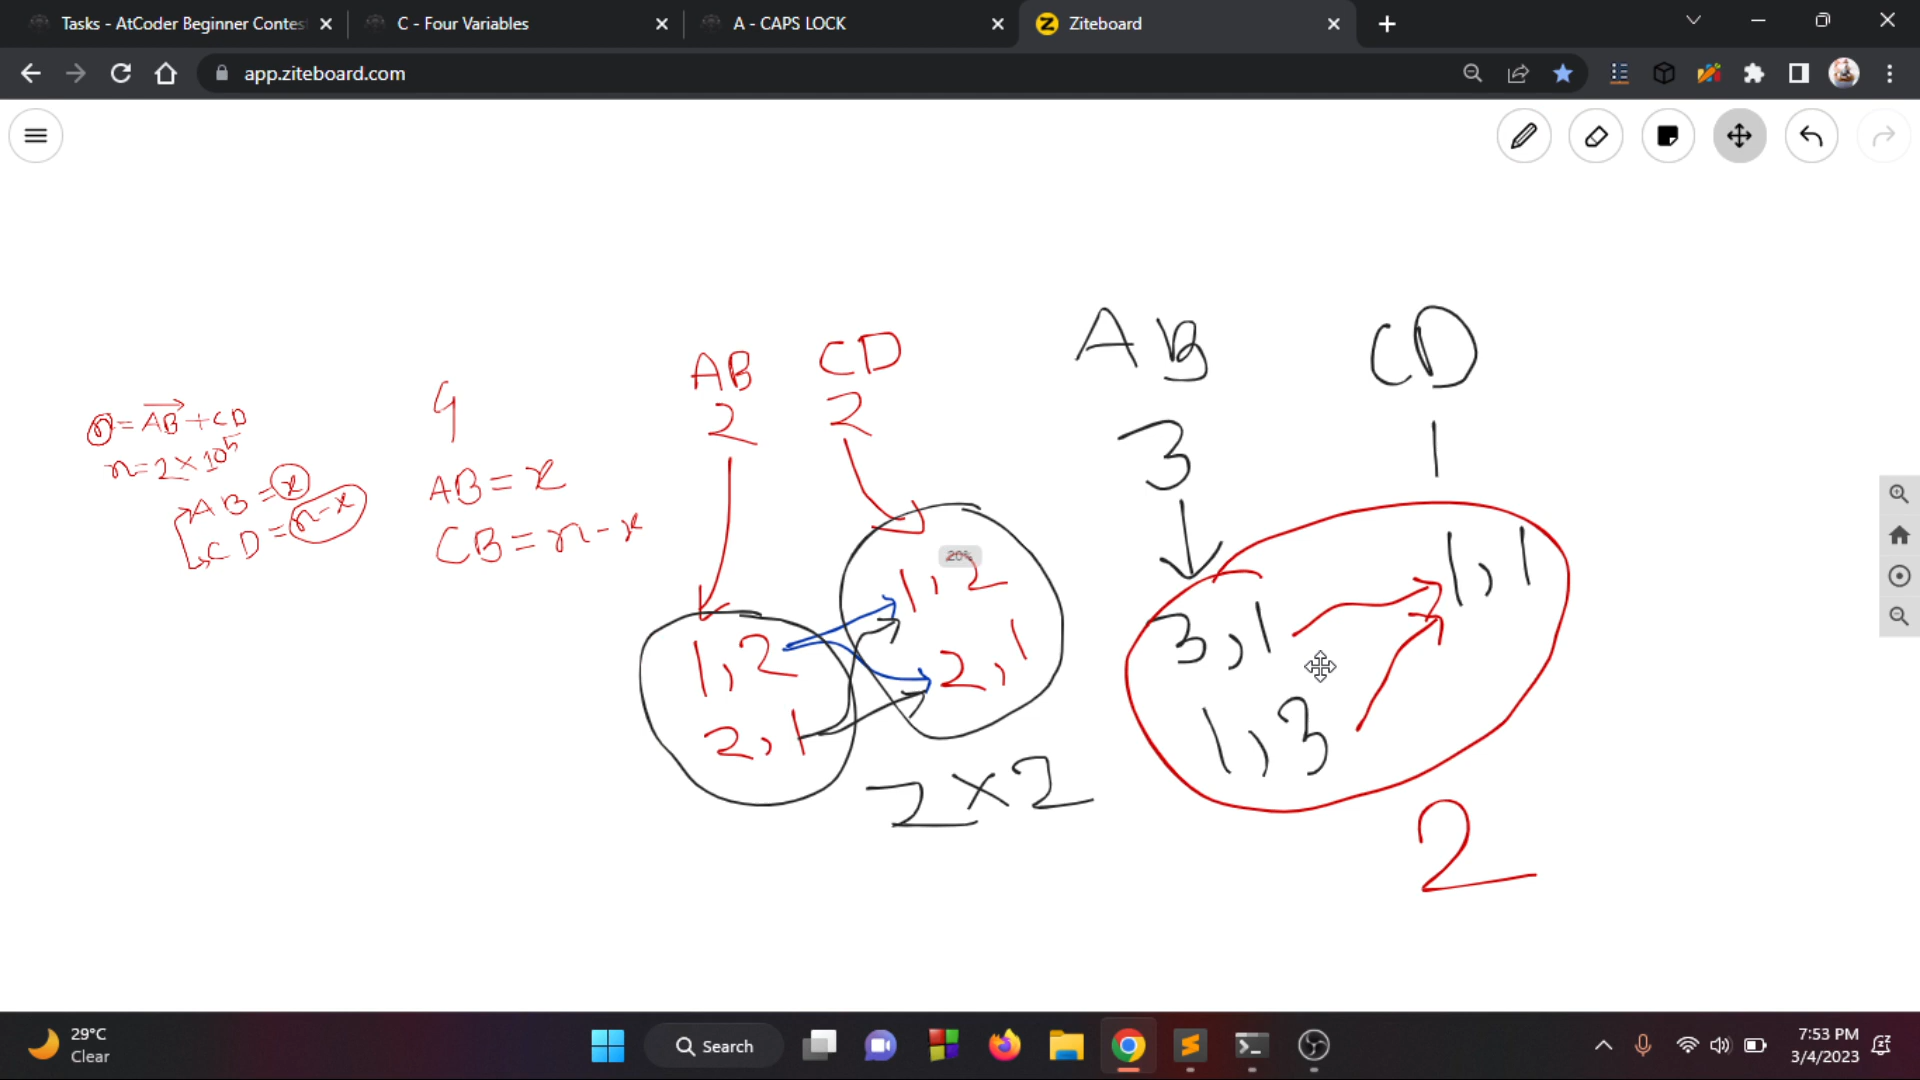 Tasks - AtCoder Beginner Contes
C - Four Variables
A - CAPS LOCK
Ziteboard
app.ziteboard.com
n = AB + CD
n = 2 × 10^5
AB = x
CD = n - x
4
AB = x
CB = n - x
AB CD
2 2
20%
1, 2
2, 1
1, 2
2, 1
2 × 2
AB CD
3 1
1, 1
3, 1
1, 3
2
29°C
Clear
Search
7:53 PM
3/4/2023